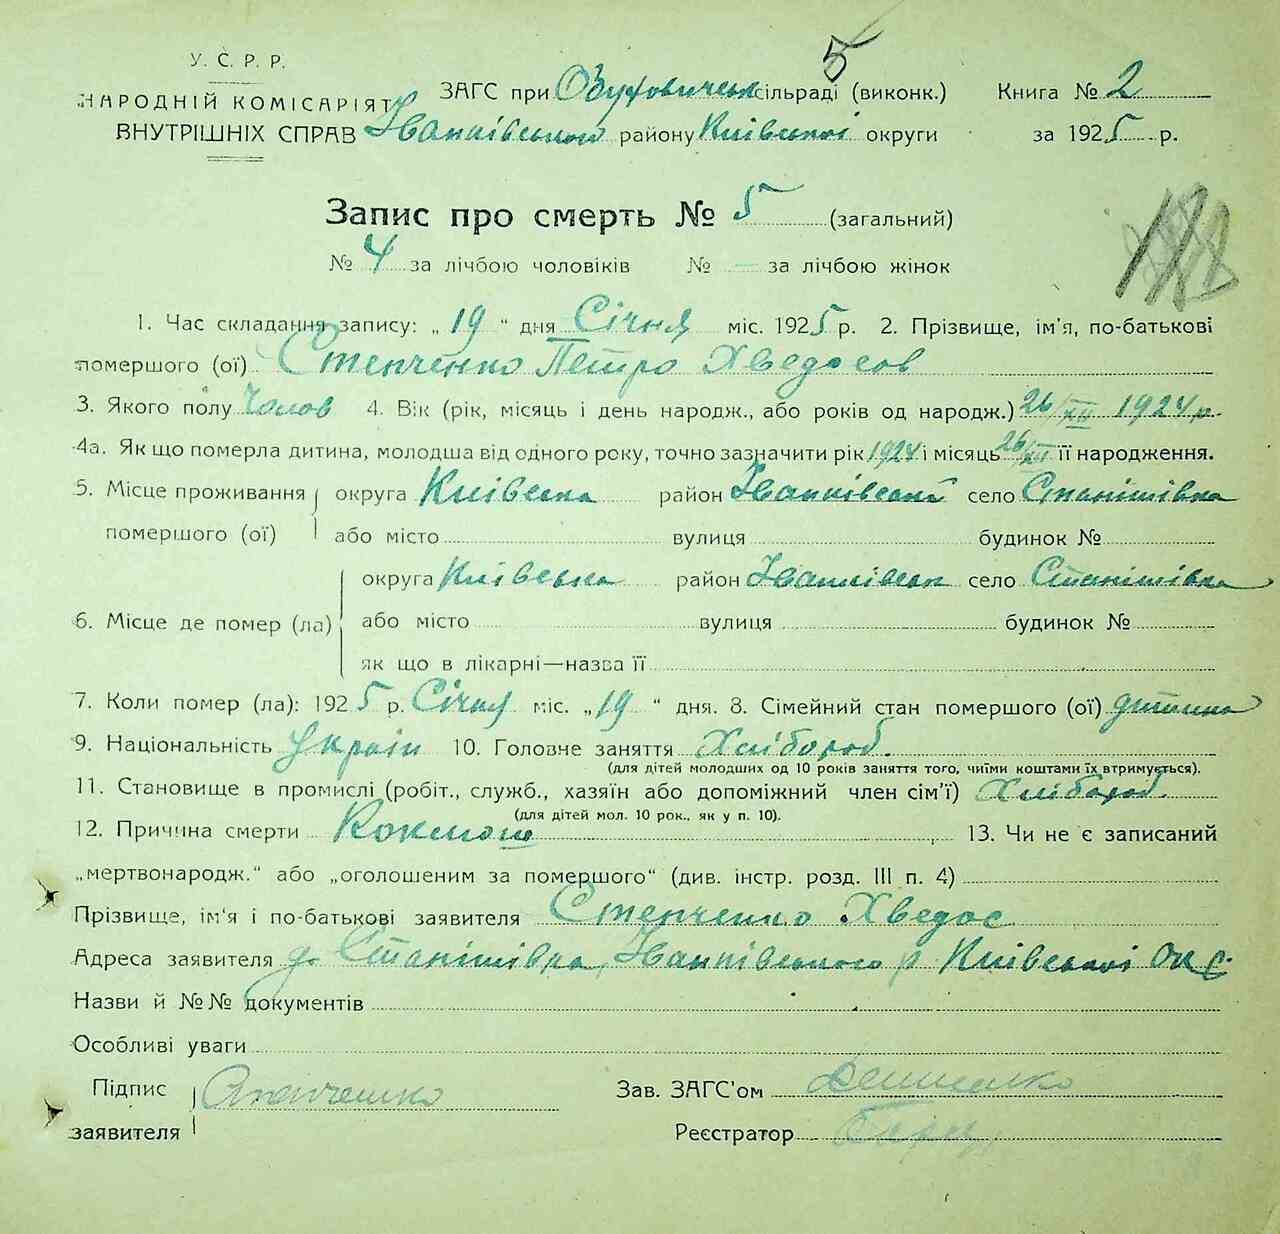 5
У. С. Р. Р.
НАРОДНІЙ КОМІСАРІЯТ
ВНУТРІШНІХ СПРАВ
ЗАГС при Обуховичськ сільраді (виконк.) Книга № 2
Іванківського району Київської округи за 1925 р.
Запис про смерть № 5 (загальний)
№ 4 за лічбою чоловіків № — за лічбою жінок
1. Час складання запису: „ 19 “ дня Січня міс. 1925 р. 2. Прізвище, ім'я, по-батькові
помершого (ої) Степченко Петро Хведосов
3. Якого полу Чолов 4. Вік (рік, місяць і день народж., або років од народж.) 26/XII 1924 р.
4а. Як що померла дитина, молодша від одного року, точно зазначити рік 1924 і місяць 26/XII її народження.
5. Місце проживання помершого (ої) округа Київська район Іванківський село Станішівка
або місто вулиця будинок №
6. Місце де помер (ла) округа Київська район Іванківськ село Станішівка
або місто вулиця будинок №
як що в лікарні—назва її
7. Коли помер (ла): 1925 р. Січня міс. „ 19 “ дня. 8. Сімейний стан помершого (ої) дитина
9. Національність Україн 10. Головне заняття Хлібороб.
(для дітей молодших од 10 років заняття того, чиїми коштами їх втримується).
11. Становище в промислі (робіт., служб., хазяїн або допоміжний член сім'ї) Хлібороб.
(для дітей мол. 10 рок., як у п. 10).
12. Причина смерти Коклюш 13. Чи не є записаний
„мертвонародж.“ або „оголошеним за помершого“ (див. інстр. розд. III п. 4)
Прізвище, ім'я і по-батькові заявителя Степченко Хведос
Адреса заявителя д. Станішівка, Іванківського р Київської окр.
Назви й №№ документів
Особливі уваги
Підпис заявителя Степченко
Зав. ЗАГС'ом
Реєстратор